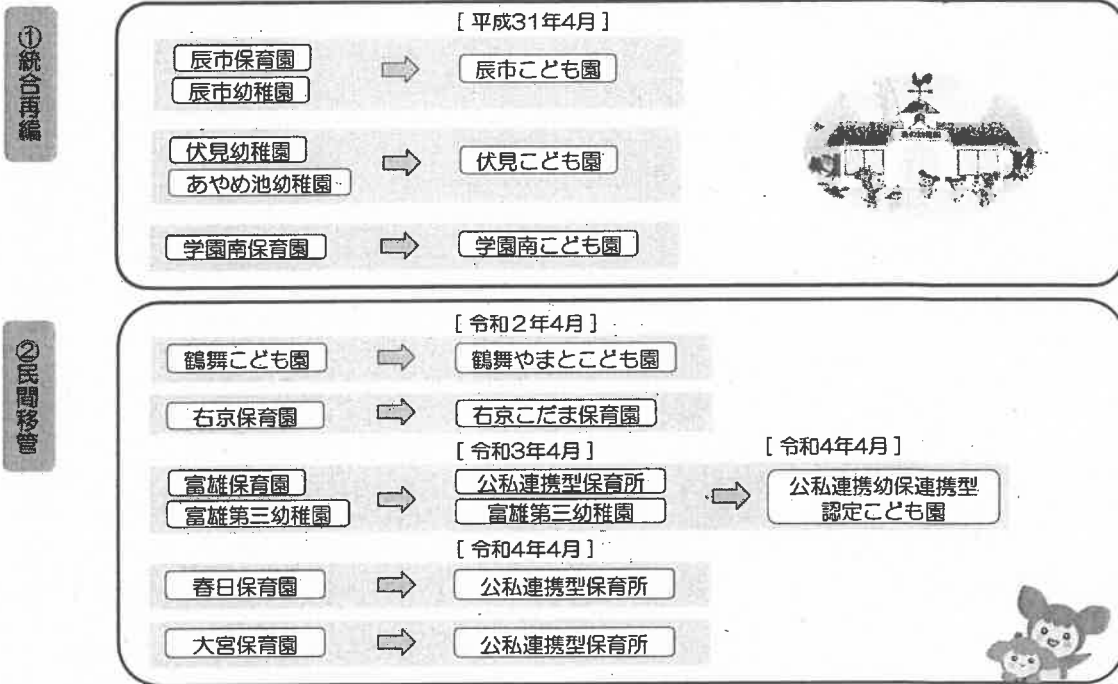 ①統合再編
[ 平成31年4月 ]
辰市保育園
辰市幼稚園
辰市こども園
伏見幼稚園
あやめ池幼稚園
伏見こども園
学園南保育園
学園南こども園
②民間移管
[ 令和2年4月 ]
鶴舞こども園
鶴舞やまとこども園
右京保育園
右京こだま保育園
[ 令和3年4月 ]
[ 令和4年4月 ]
富雄保育園
富雄第三幼稚園
公私連携型保育所
富雄第三幼稚園
公私連携幼保連携型
認定こども園
[ 令和4年4月 ]
春日保育園
公私連携型保育所
大宮保育園
公私連携型保育所